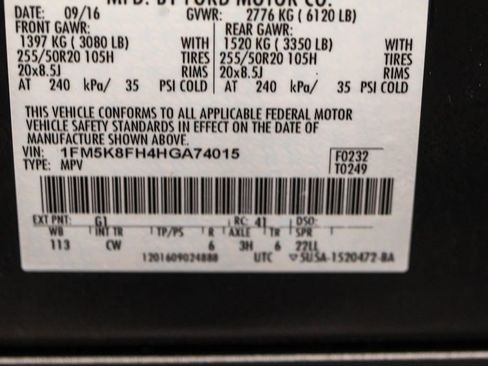 MFD. BY FORD MOTOR CO.
DATE: 09/16 GVWR: 2776 KG ( 6120 LB)
FRONT GAWR: REAR GAWR:
1397 KG ( 3080 LB) WITH 1520 KG ( 3350 LB) WITH
255/50R20 105H TIRES 255/50R20 105H TIRES
20x8.5J RIMS 20x8.5J RIMS
AT 240 kPa/ 35 PSI COLD AT 240 kPa/ 35 PSI COLD
THIS VEHICLE CONFORMS TO ALL APPLICABLE FEDERAL MOTOR
VEHICLE SAFETY STANDARDS IN EFFECT ON THE DATE OF
MANUFACTURE SHOWN ABOVE.
VIN: 1FM5K8FH4HGA74015 F0232
TYPE: MPV T0249
EXT PNT: G1 RC: 41 DSO:
WB INT TR TP/PS R AXLE TR SPR
113 CW 6 3H 6 22LL
1201609024888 UTC SU5A-1520472-BA